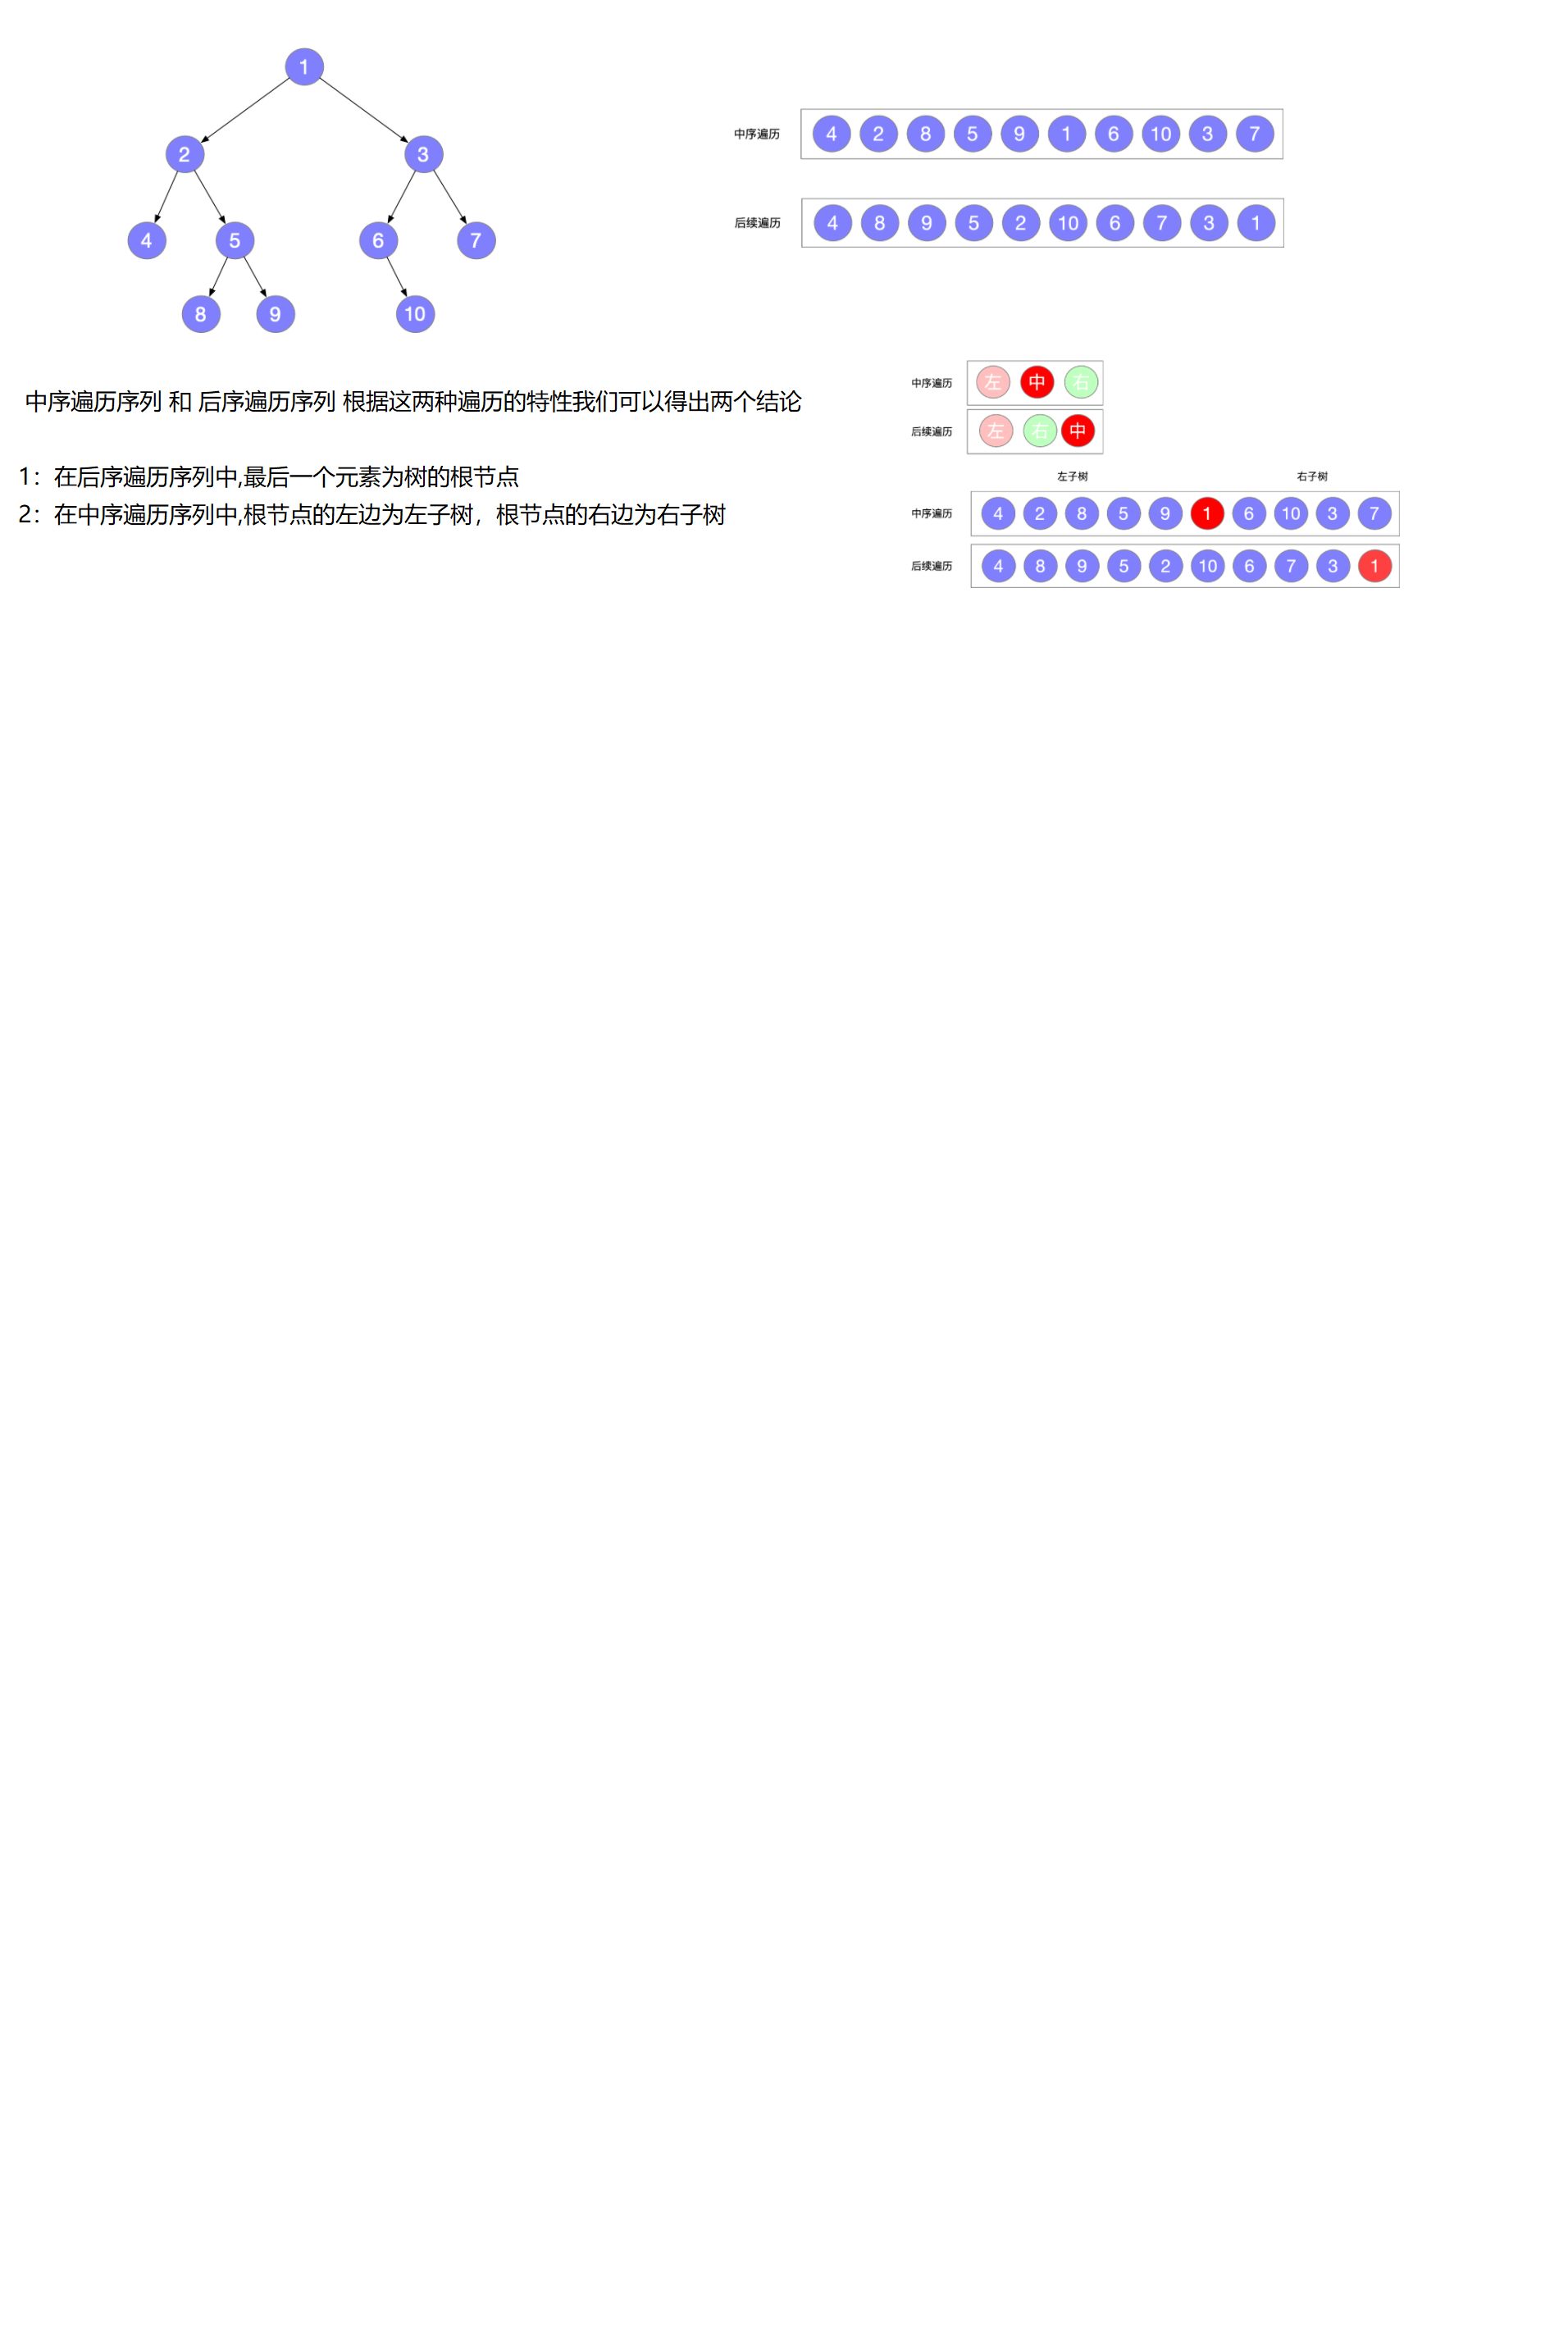 1
2 3
4 5 6 7
8 9 10
中序遍历 4 2 8 5 9 1 6 10 3 7
后续遍历 4 8 9 5 2 10 6 7 3 1
中序遍历序列 和 后序遍历序列 根据这两种遍历的特性我们可以得出两个结论
1：在后序遍历序列中,最后一个元素为树的根节点
2：在中序遍历序列中,根节点的左边为左子树，根节点的右边为右子树
中序遍历 左 中 右
后续遍历 左 右 中
左子树 右子树
中序遍历 4 2 8 5 9 1 6 10 3 7
后续遍历 4 8 9 5 2 10 6 7 3 1